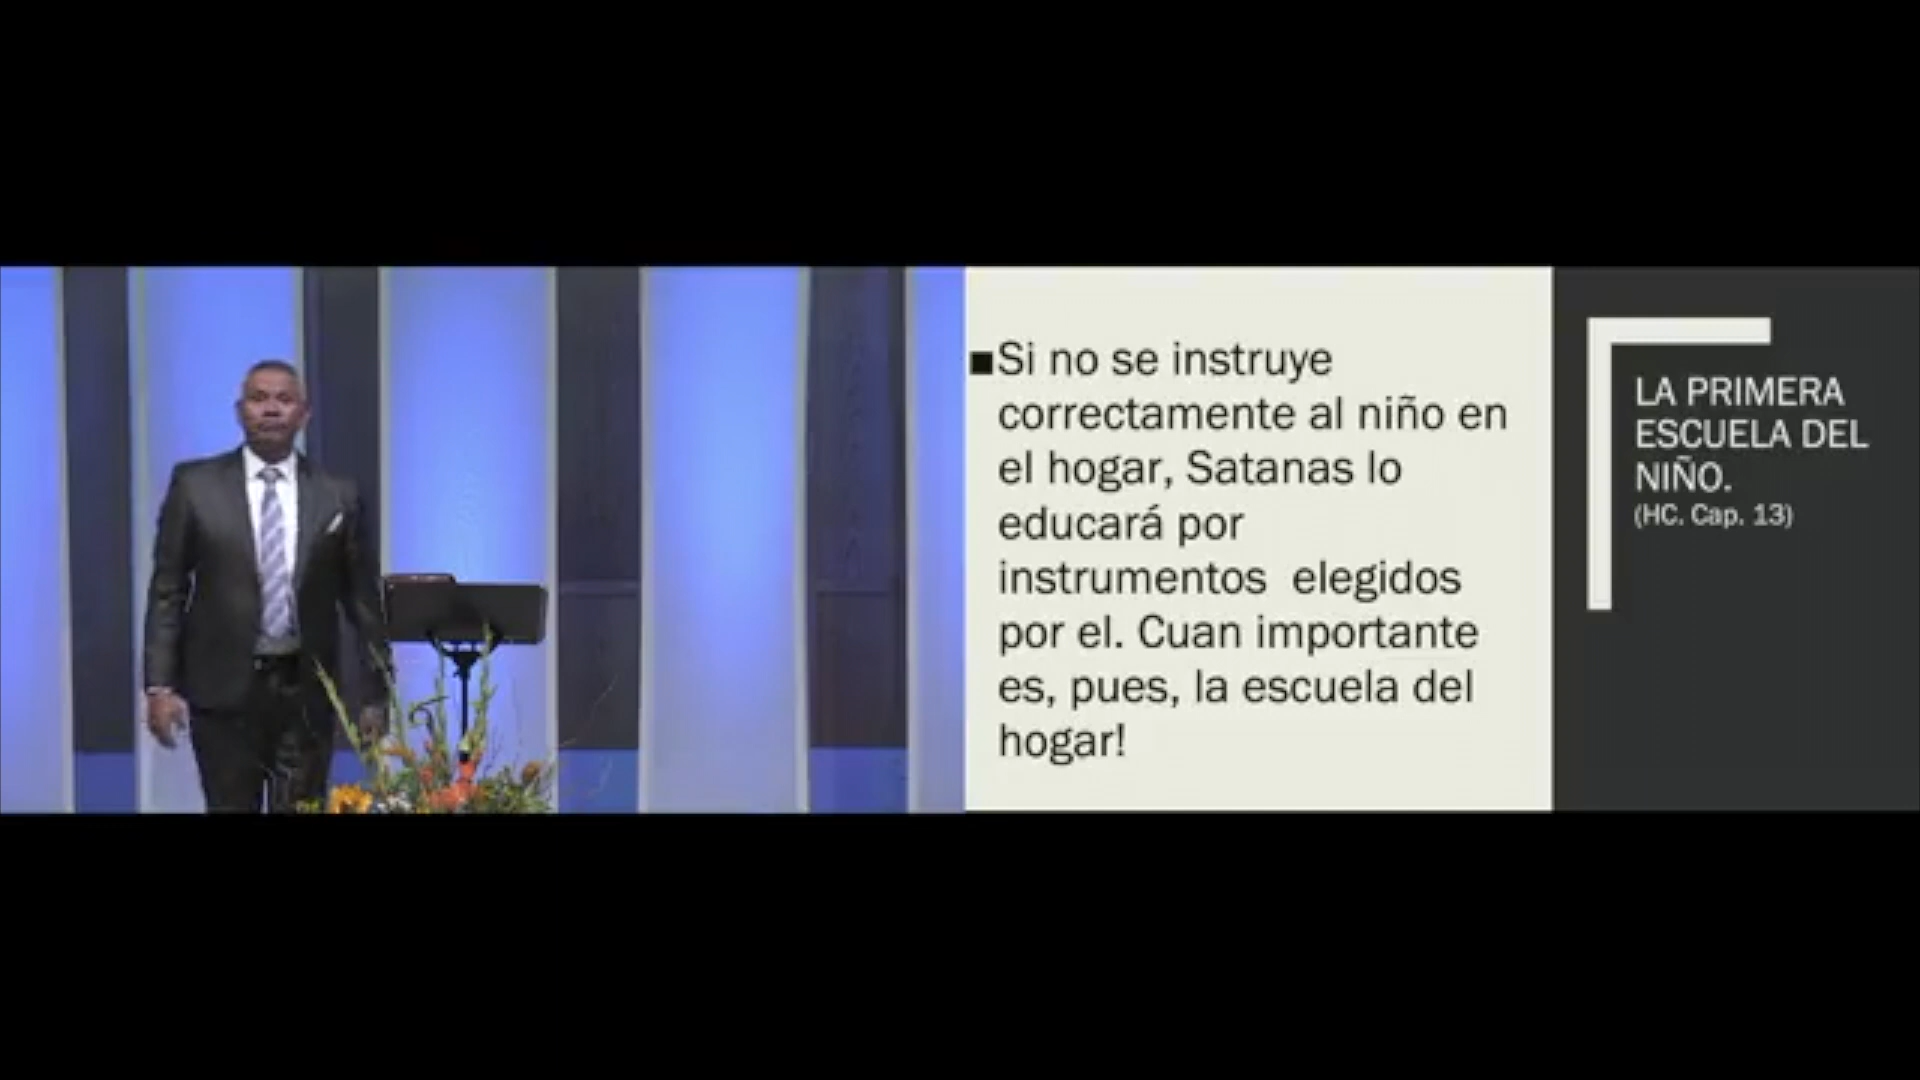 ■Si no se instruye
correctamente al niño en
el hogar, Satanas lo
educará por
instrumentos  elegidos
por el. Cuan importante
es, pues, la escuela del
hogar!
LA PRIMERA
ESCUELA DEL
NIÑO.
(HC. Cap. 13)